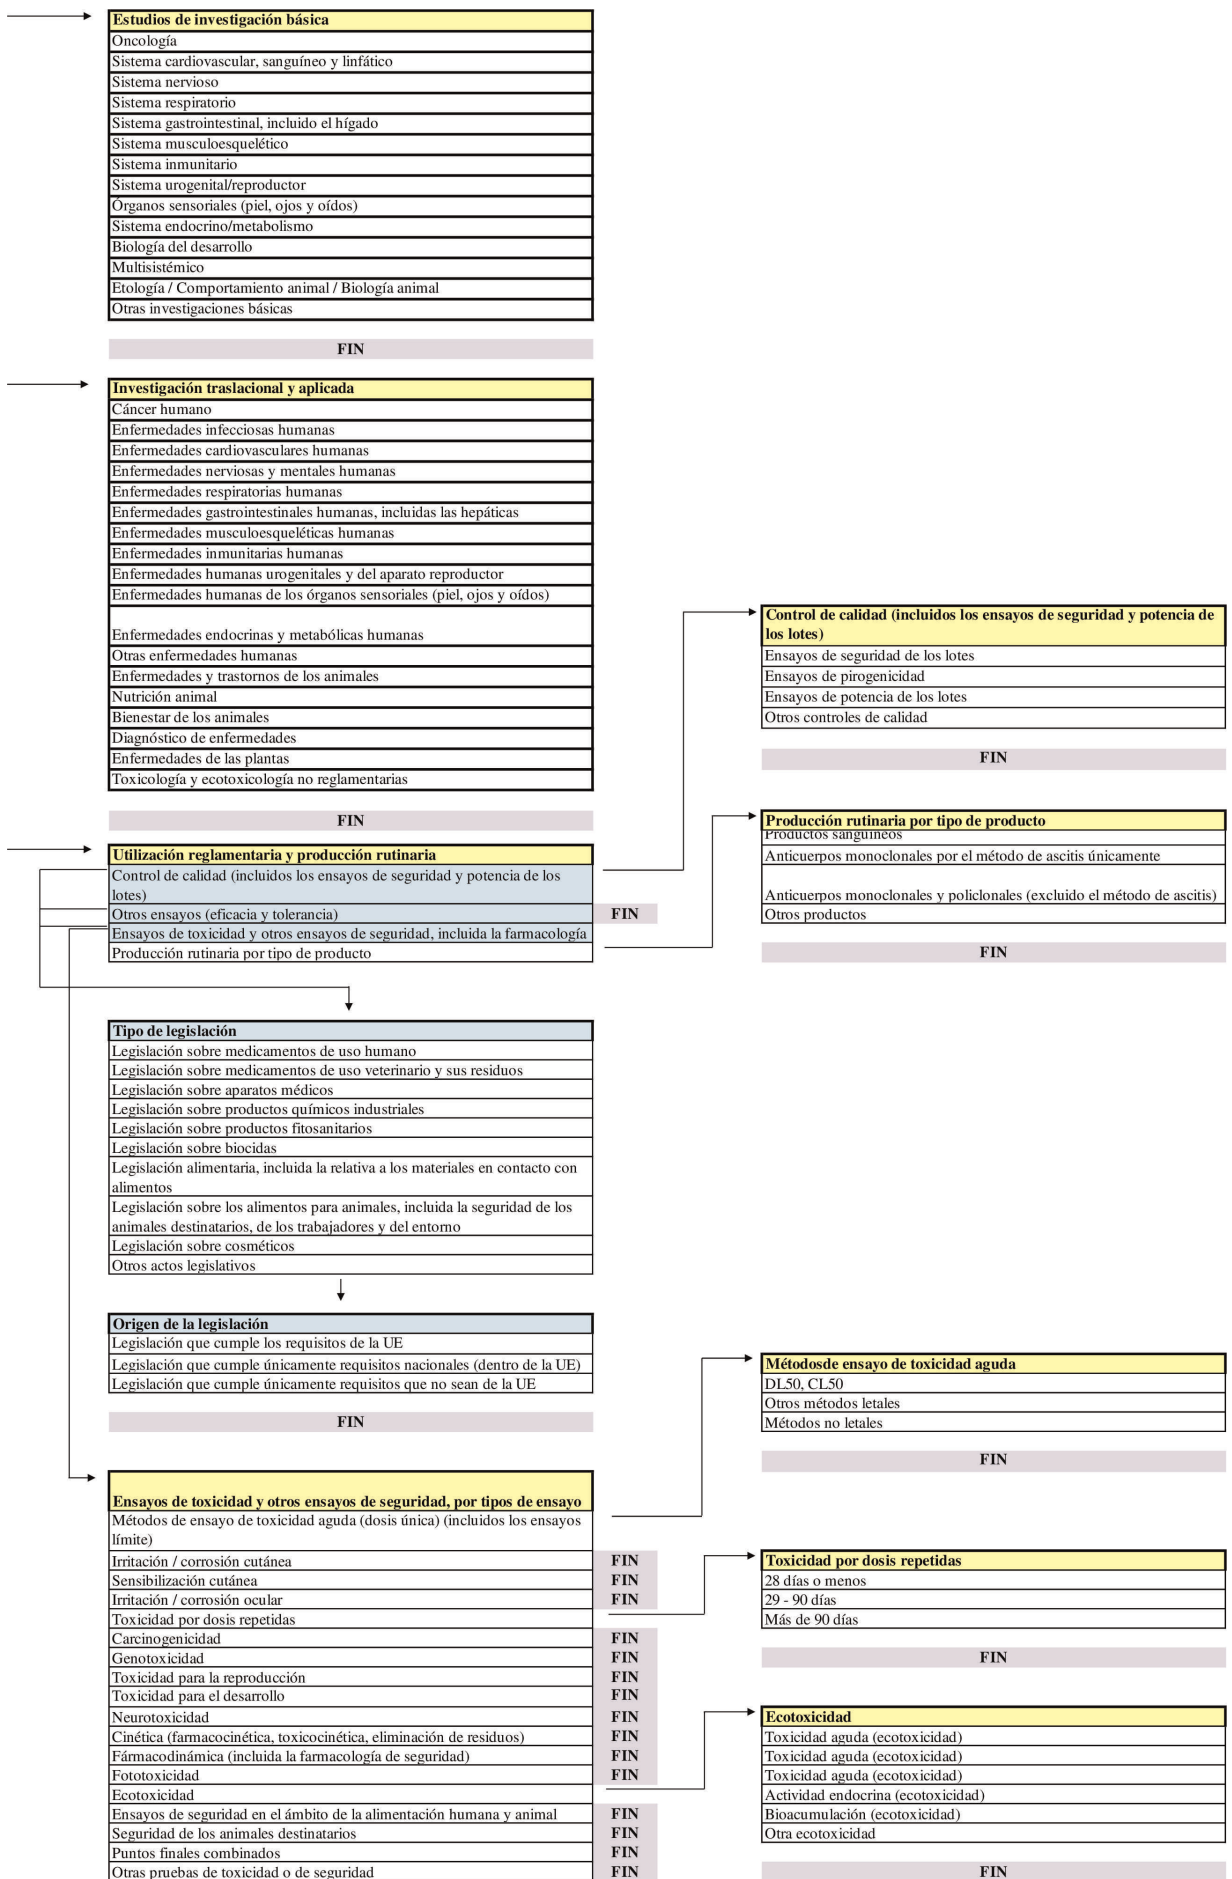 Estudios de investigación básica
Oncología
Sistema cardiovascular, sanguíneo y linfático
Sistema nervioso
Sistema respiratorio
Sistema gastrointestinal, incluido el hígado
Sistema musculoesquelético
Sistema inmunitario
Sistema urogenital/reproductor
Órganos sensoriales (piel, ojos y oídos)
Sistema endocrino/metabolismo
Biología del desarrollo
Multisistémico
Etología / Comportamiento animal / Biología animal
Otras investigaciones básicas
FIN
Investigación traslacional y aplicada
Cáncer humano
Enfermedades infecciosas humanas
Enfermedades cardiovasculares humanas
Enfermedades nerviosas y mentales humanas
Enfermedades respiratorias humanas
Enfermedades gastrointestinales humanas, incluidas las hepáticas
Enfermedades musculoesqueléticas humanas
Enfermedades inmunitarias humanas
Enfermedades humanas urogenitales y del aparato reproductor
Enfermedades humanas de los órganos sensoriales (piel, ojos y oídos)
Enfermedades endocrinas y metabólicas humanas
Otras enfermedades humanas
Enfermedades y trastornos de los animales
Nutrición animal
Bienestar de los animales
Diagnóstico de enfermedades
Enfermedades de las plantas
Toxicología y ecotoxicología no reglamentarias
FIN
Control de calidad (incluidos los ensayos de seguridad y potencia de
los lotes)
Ensayos de seguridad de los lotes
Ensayos de pirogenicidad
Ensayos de potencia de los lotes
Otros controles de calidad
FIN
Utilización reglamentaria y producción rutinaria
Control de calidad (incluidos los ensayos de seguridad y potencia de los
lotes)
Otros ensayos (eficacia y tolerancia)
FIN
Ensayos de toxicidad y otros ensayos de seguridad, incluida la farmacología
Producción rutinaria por tipo de producto
Producción rutinaria por tipo de producto
Productos sanguíneos
Anticuerpos monoclonales por el método de ascitis únicamente
Anticuerpos monoclonales y policlonales (excluido el método de ascitis)
Otros productos
FIN
Tipo de legislación
Legislación sobre medicamentos de uso humano
Legislación sobre medicamentos de uso veterinario y sus residuos
Legislación sobre aparatos médicos
Legislación sobre productos químicos industriales
Legislación sobre productos fitosanitarios
Legislación sobre biocidas
Legislación alimentaria, incluida la relativa a los materiales en contacto con
alimentos
Legislación sobre los alimentos para animales, incluida la seguridad de los
animales destinatarios, de los trabajadores y del entorno
Legislación sobre cosméticos
Otros actos legislativos
Origen de la legislación
Legislación que cumple los requisitos de la UE
Legislación que cumple únicamente requisitos nacionales (dentro de la UE)
Legislación que cumple únicamente requisitos que no sean de la UE
FIN
Métodosde ensayo de toxicidad aguda
DL50, CL50
Otros métodos letales
Métodos no letales
FIN
Ensayos de toxicidad y otros ensayos de seguridad, por tipos de ensayo
Métodos de ensayo de toxicidad aguda (dosis única) (incluidos los ensayos
límite)
Irritación / corrosión cutánea FIN
Sensibilización cutánea FIN
Irritación / corrosión ocular FIN
Toxicidad por dosis repetidas
Carcinogenicidad FIN
Genotoxicidad FIN
Toxicidad para la reproducción FIN
Toxicidad para el desarrollo FIN
Neurotoxicidad FIN
Cinética (farmacocinética, toxicocinética, eliminación de residuos) FIN
Fármacodinámica (incluida la farmacología de seguridad) FIN
Fototoxicidad FIN
Ecotoxicidad
Ensayos de seguridad en el ámbito de la alimentación humana y animal FIN
Seguridad de los animales destinatarios FIN
Puntos finales combinados FIN
Otras pruebas de toxicidad o de seguridad FIN
Toxicidad por dosis repetidas
28 días o menos
29 - 90 días
Más de 90 días
FIN
Ecotoxicidad
Toxicidad aguda (ecotoxicidad)
Toxicidad aguda (ecotoxicidad)
Toxicidad aguda (ecotoxicidad)
Actividad endocrina (ecotoxicidad)
Bioacumulación (ecotoxicidad)
Otra ecotoxicidad
FIN